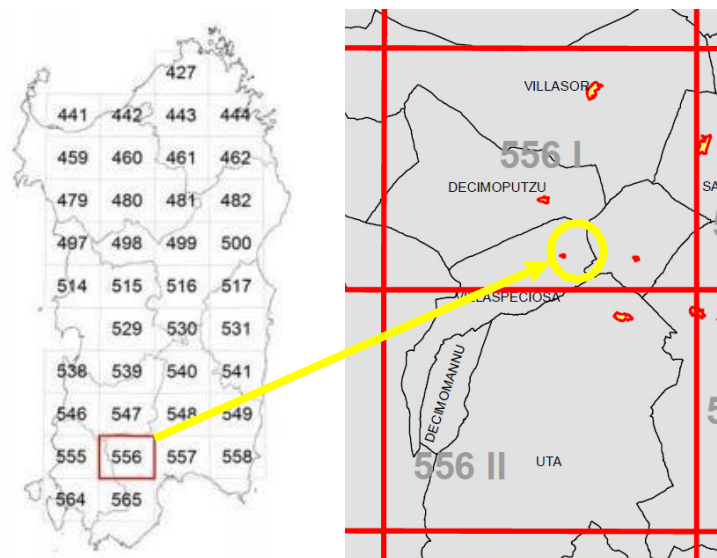 427
441 442 443 444
459 460 461 462
479 480 481 482
497 498 499 500
514 515 516 517
529 530 531
538 539 540 541
546 547 548 549
555 556 557 558
564 565
VILLASOR
556 I
DECIMOPUTZU
SA
VILLASPECIOSA
DECIMOMANNU
556 II
UTA
5